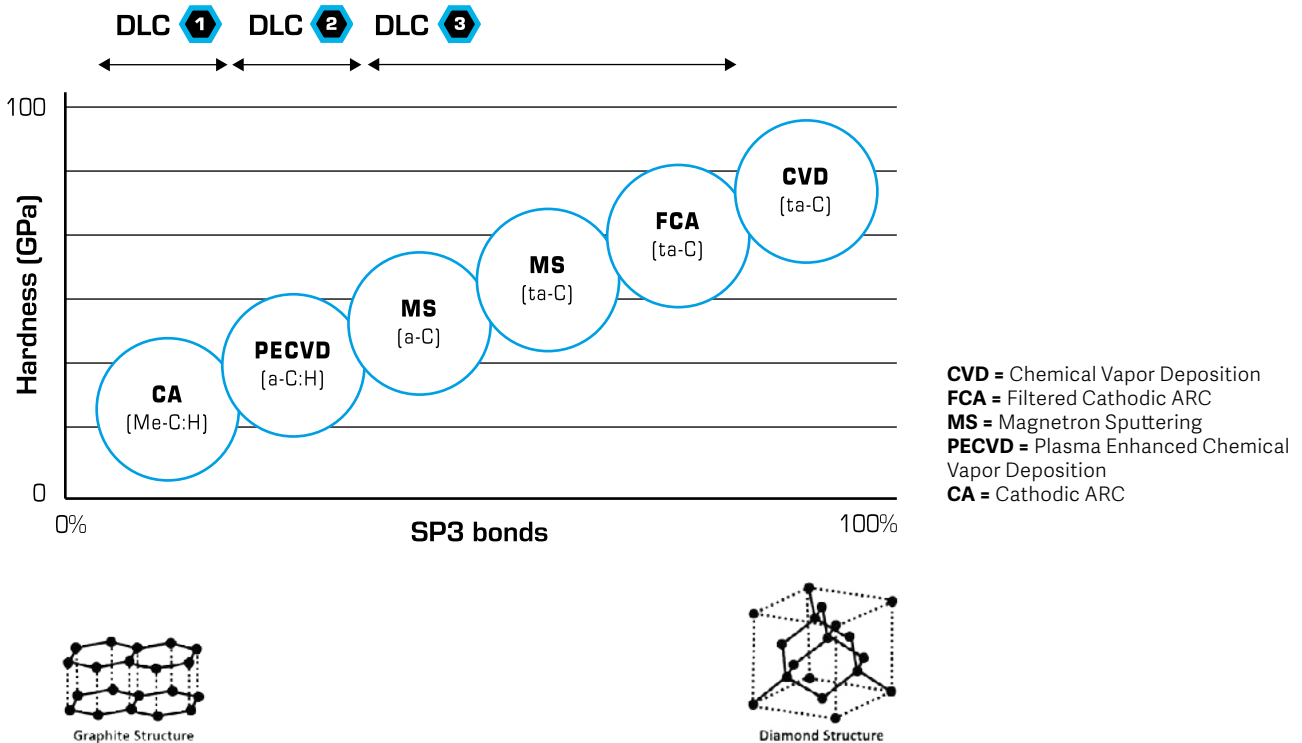 DLC 1 DLC 2 DLC 3
100
Hardness (GPa)
CVD
(ta-C)
FCA
(ta-C)
MS
(ta-C)
MS
(a-C)
PECVD
(a-C:H)
CA
(Me-C:H)
0
0%
SP3 bonds
100%
CVD = Chemical Vapor Deposition
FCA = Filtered Cathodic ARC
MS = Magnetron Sputtering
PECVD = Plasma Enhanced Chemical
Vapor Deposition
CA = Cathodic ARC
Graphite Structure
Diamond Structure